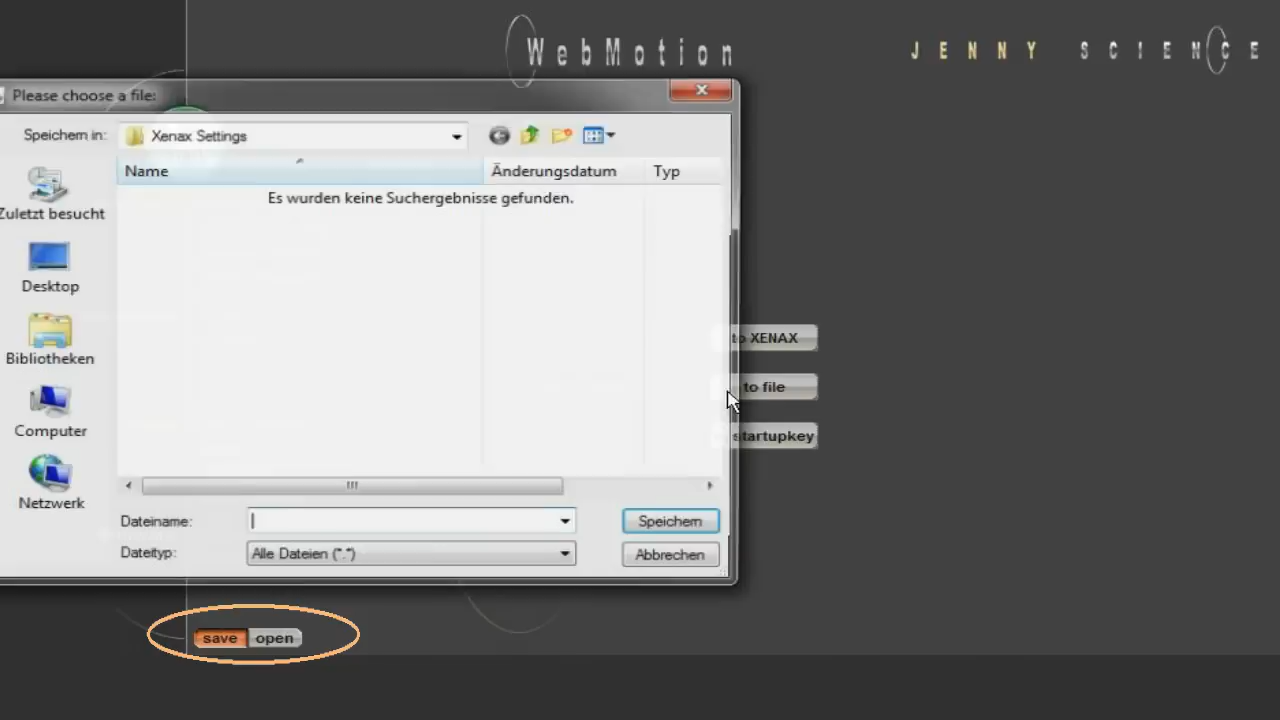 WebMotion
JENNY SCIENCE
Please choose a file:
Speichern in:
Xenax Settings
Name
Änderungsdatum
Typ
Es wurden keine Suchergebnisse gefunden.
Zuletzt besucht
Desktop
Bibliotheken
Computer
Netzwerk
to XENAX
to file
startupkey
Dateiname:
Speichern
Dateityp:
Alle Dateien (*.*)
Abbrechen
save
open